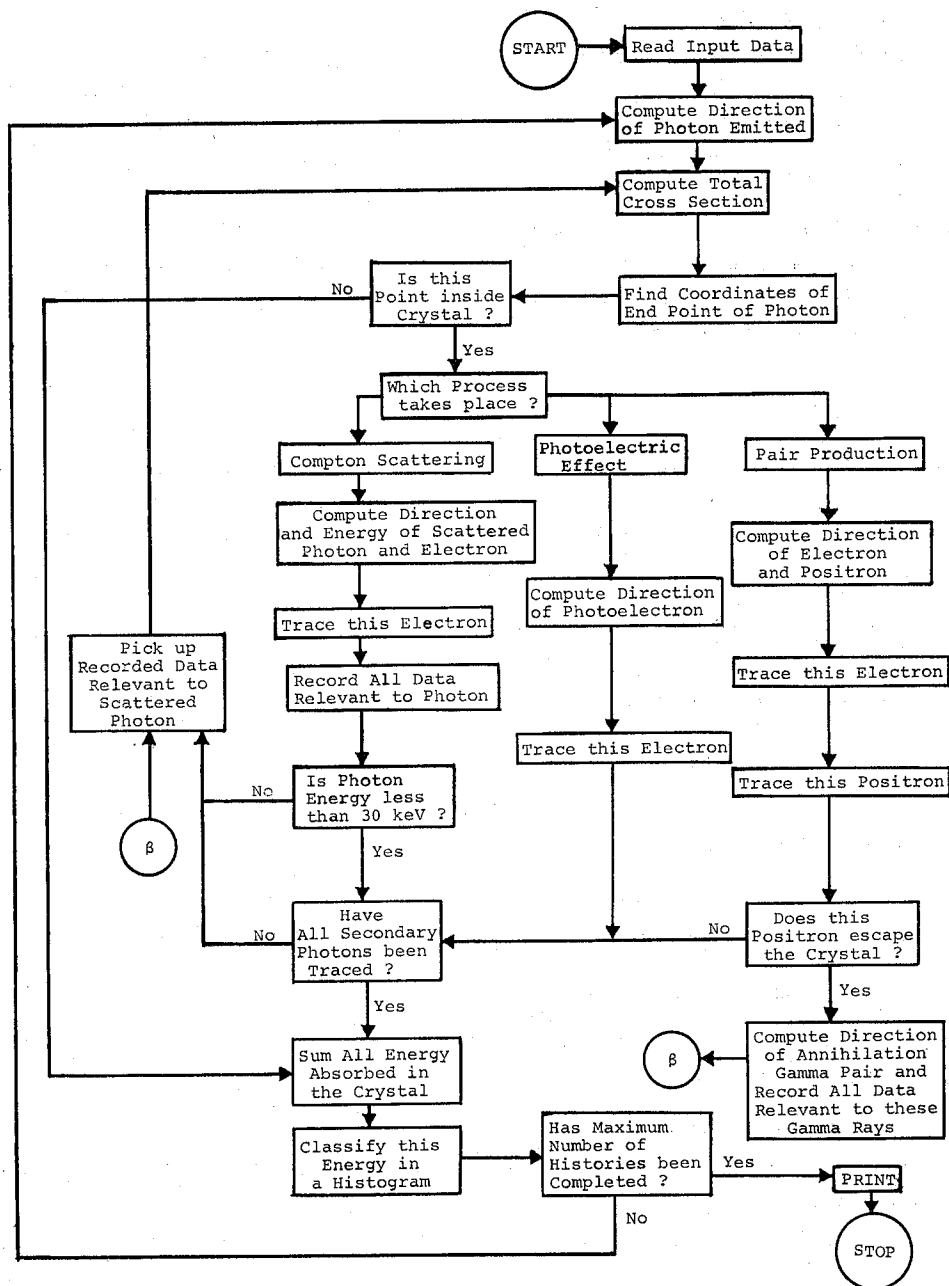 START
Read Input Data
Compute Direction
of Photon Emitted
Compute Total
Cross Section
Find Coordinates of
End Point of Photon
Is this
Point inside
Crystal ?
No
Yes
Which Process
takes place ?
Compton Scattering
Photoelectric
Effect
Pair Production
Compute Direction
and Energy of Scattered
Photon and Electron
Compute Direction
of Photoelectron
Compute Direction
of Electron
and Positron
Trace this Electron
Pick up
Recorded Data
Relevant to
Scattered
Photon
Record All Data
Relevant to Photon
Trace this Electron
Trace this Electron
Trace this Positron
Is Photon
Energy less
than 30 keV ?
No
Yes
β
Have
All Secondary
Photons been
Traced ?
No
Yes
Does this
Positron escape
the Crystal ?
No
Yes
Sum All Energy
Absorbed in
the Crystal
β
Compute Direction
of Annihilation
Gamma Pair and
Record All Data
Relevant to these
Gamma Rays
Classify this
Energy in
a Histogram
Has Maximum
Number of
Histories been
Completed ?
Yes
No
PRINT
STOP